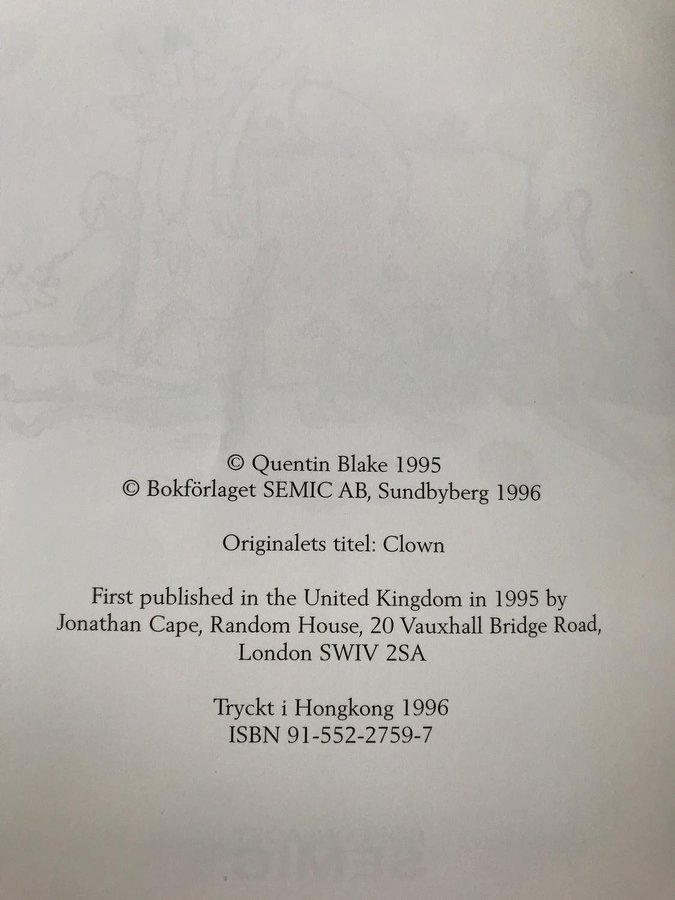 © Quentin Blake 1995
© Bokförlaget SEMIC AB, Sundbyberg 1996
Originalets titel: Clown
First published in the United Kingdom in 1995 by
Jonathan Cape, Random House, 20 Vauxhall Bridge Road,
London SWIV 2SA
Tryckt i Hongkong 1996
ISBN 91-552-2759-7
SEMIC